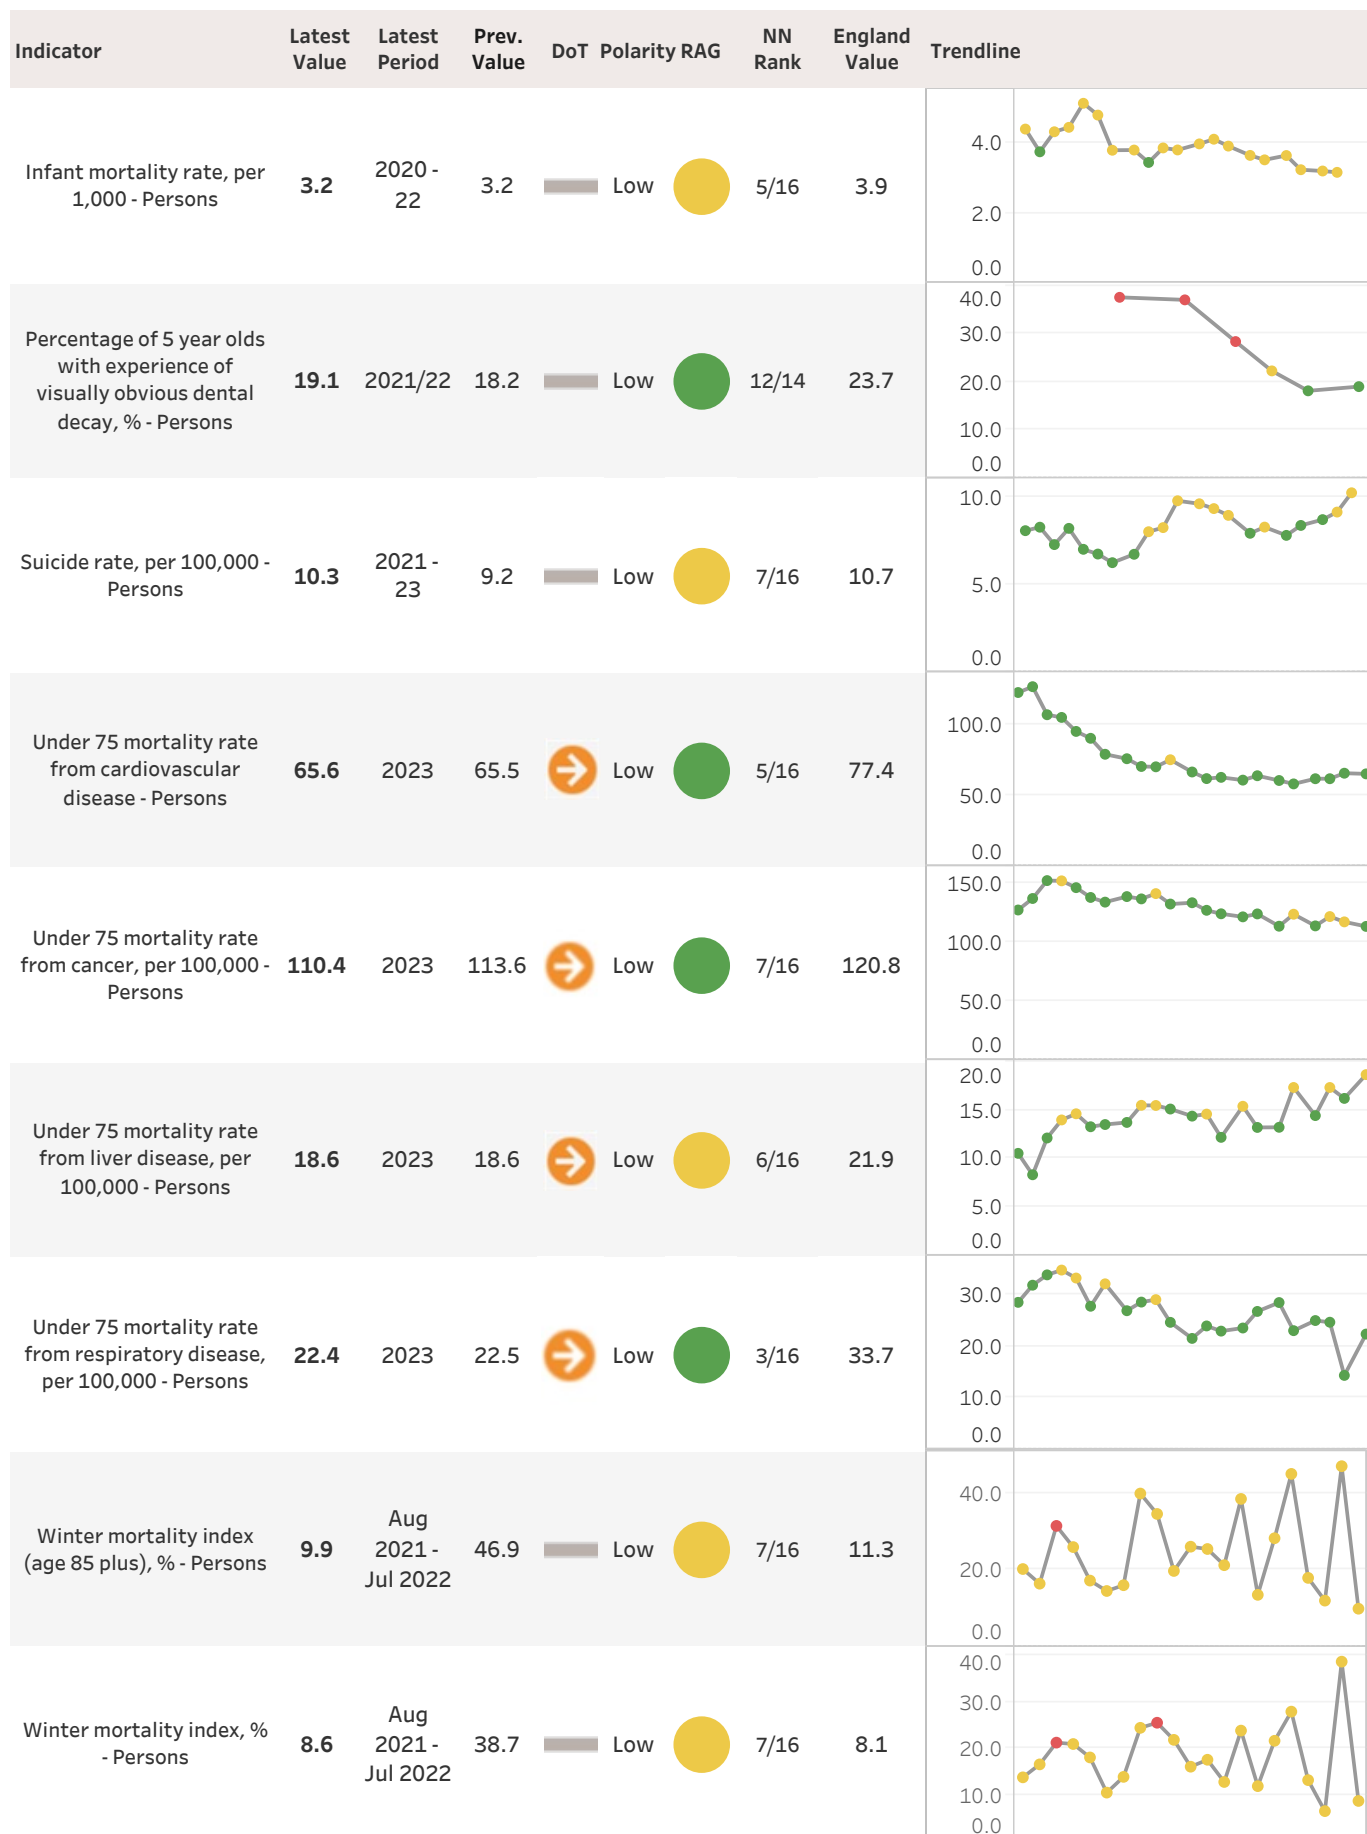 Indicator Latest Value Latest Period Prev. Value DoT Polarity RAG NN Rank England Value Trendline
Infant mortality rate, per
1,000 - Persons
3.2
2020 -
22
3.2
Low
5/16
3.9
4.0
2.0
0.0
Percentage of 5 year olds
with experience of
visually obvious dental
decay, % - Persons
19.1
2021/22
18.2
Low
12/14
23.7
40.0
30.0
20.0
10.0
0.0
Suicide rate, per 100,000 -
Persons
10.3
2021 -
23
9.2
Low
7/16
10.7
10.0
5.0
0.0
Under 75 mortality rate
from cardiovascular
disease - Persons
65.6
2023
65.5
Low
5/16
77.4
100.0
50.0
0.0
Under 75 mortality rate
from cancer, per 100,000 -
Persons
110.4
2023
113.6
Low
7/16
120.8
150.0
100.0
50.0
0.0
Under 75 mortality rate
from liver disease, per
100,000 - Persons
18.6
2023
18.6
Low
6/16
21.9
20.0
15.0
10.0
5.0
0.0
Under 75 mortality rate
from respiratory disease,
per 100,000 - Persons
22.4
2023
22.5
Low
3/16
33.7
30.0
20.0
10.0
0.0
Winter mortality index
(age 85 plus), % - Persons
9.9
Aug
2021 -
Jul 2022
46.9
Low
7/16
11.3
40.0
20.0
0.0
Winter mortality index, %
- Persons
8.6
Aug
2021 -
Jul 2022
38.7
Low
7/16
8.1
40.0
30.0
20.0
10.0
0.0